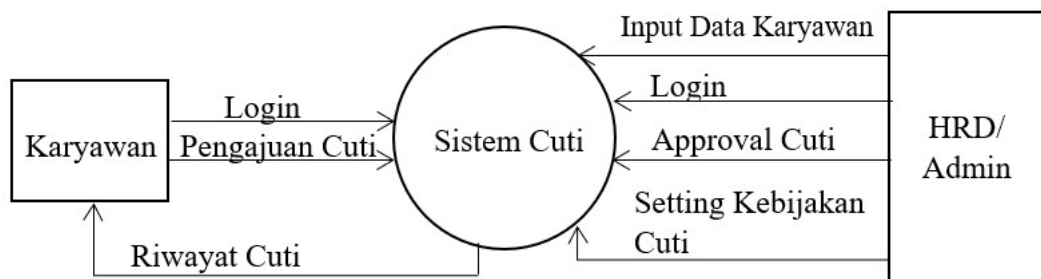 Input Data Karyawan
Login
Login
Karyawan
Pengajuan Cuti
Sistem Cuti
Approval Cuti
HRD/
Admin
Setting Kebijakan
Cuti
Riwayat Cuti